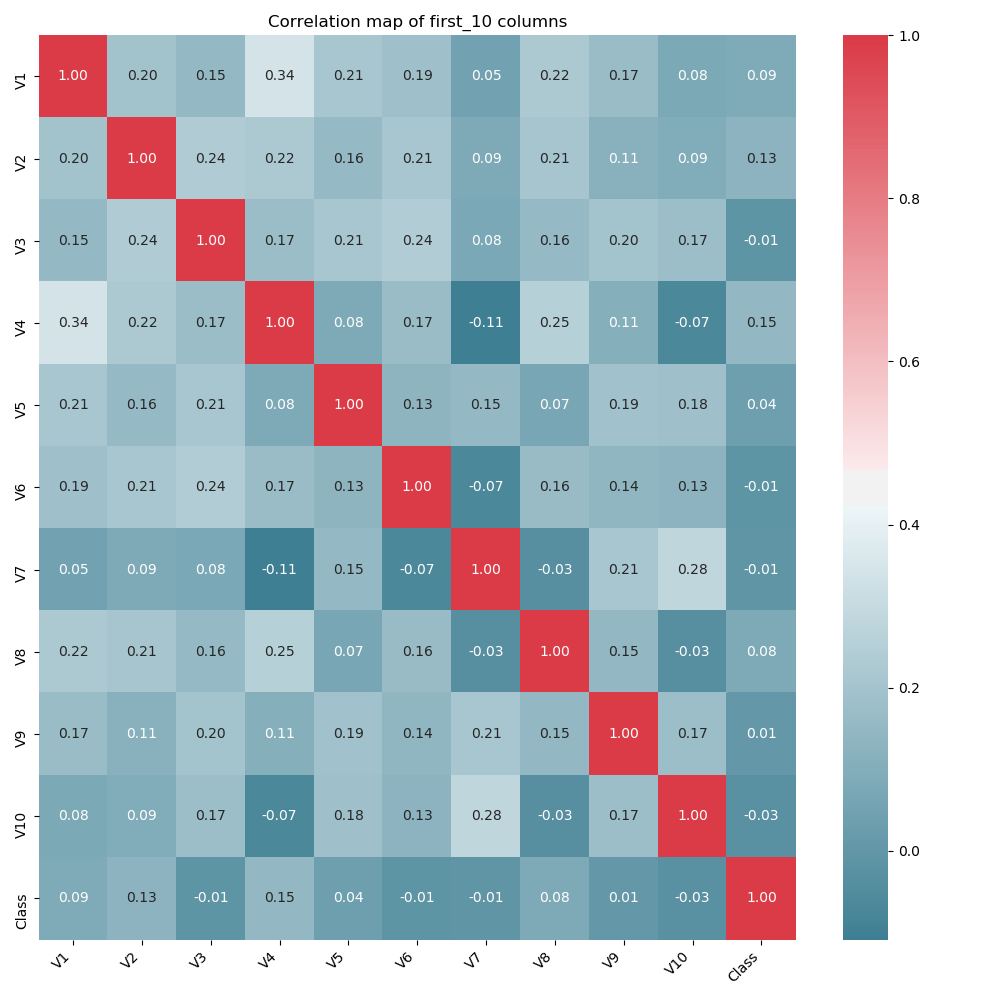 Correlation map of first_10 columns
V1 1.00 0.20 0.15 0.34 0.21 0.19 0.05 0.22 0.17 0.08 0.09
V2 0.20 1.00 0.24 0.22 0.16 0.21 0.09 0.21 0.11 0.09 0.13
V3 0.15 0.24 1.00 0.17 0.21 0.24 0.08 0.16 0.20 0.17 -0.01
V4 0.34 0.22 0.17 1.00 0.08 0.17 -0.11 0.25 0.11 -0.07 0.15
V5 0.21 0.16 0.21 0.08 1.00 0.13 0.15 0.07 0.19 0.18 0.04
V6 0.19 0.21 0.24 0.17 0.13 1.00 -0.07 0.16 0.14 0.13 -0.01
V7 0.05 0.09 0.08 -0.11 0.15 -0.07 1.00 -0.03 0.21 0.28 -0.01
V8 0.22 0.21 0.16 0.25 0.07 0.16 -0.03 1.00 0.15 -0.03 0.08
V9 0.17 0.11 0.20 0.11 0.19 0.14 0.21 0.15 1.00 0.17 0.01
V10 0.08 0.09 0.17 -0.07 0.18 0.13 0.28 -0.03 0.17 1.00 -0.03
Class 0.09 0.13 -0.01 0.15 0.04 -0.01 -0.01 0.08 0.01 -0.03 1.00
V1 V2 V3 V4 V5 V6 V7 V8 V9 V10 Class
1.0
0.8
0.6
0.4
0.2
0.0